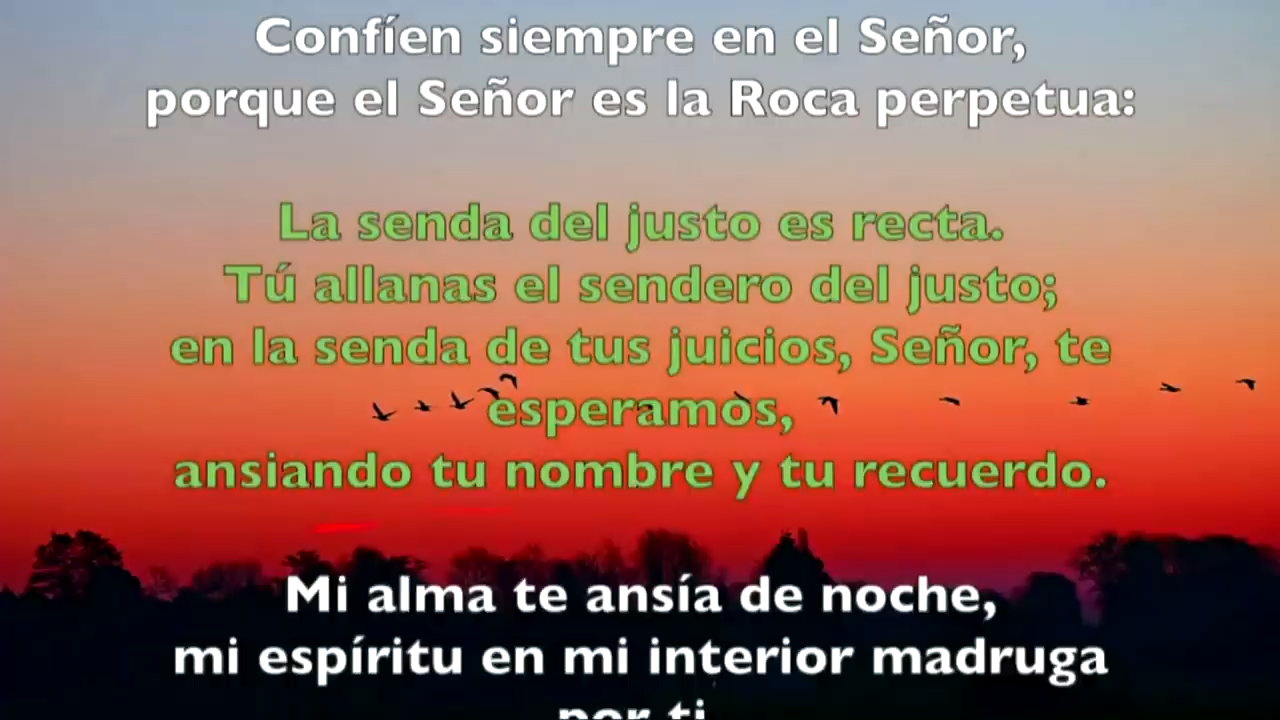 Confíen siempre en el Señor,
porque el Señor es la Roca perpetua:
La senda del justo es recta.
Tú allanas el sendero del justo;
en la senda de tus juicios, Señor, te
esperamos,
ansiando tu nombre y tu recuerdo.
Mi alma te ansía de noche,
mi espíritu en mi interior madruga
por ti